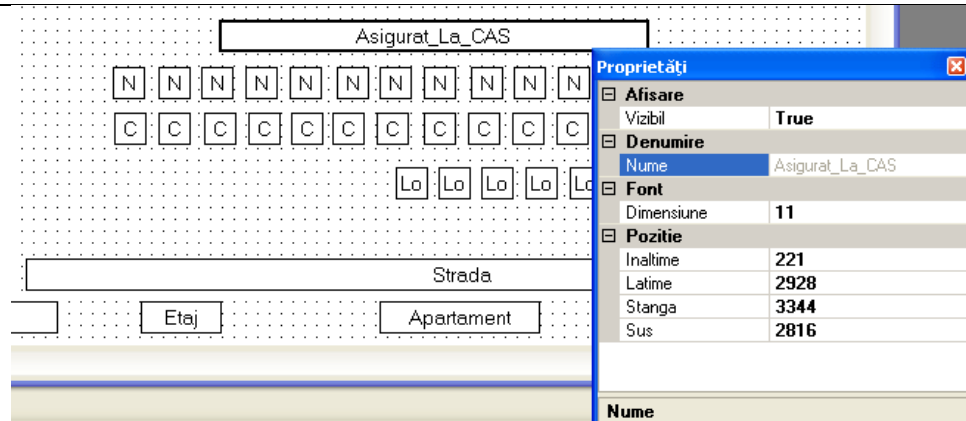 Asigurat_La_CAS
N N N N N N N N N N N
C C C C C C C C C C C
Lo Lo Lo Lo
Strada
Etaj Apartament
Proprietăţi
Afisare
Vizibil True
Denumire
Nume Asigurat_La_CAS
Font
Dimensiune 11
Pozitie
Inaltime 221
Latime 2928
Stanga 3344
Sus 2816
Nume